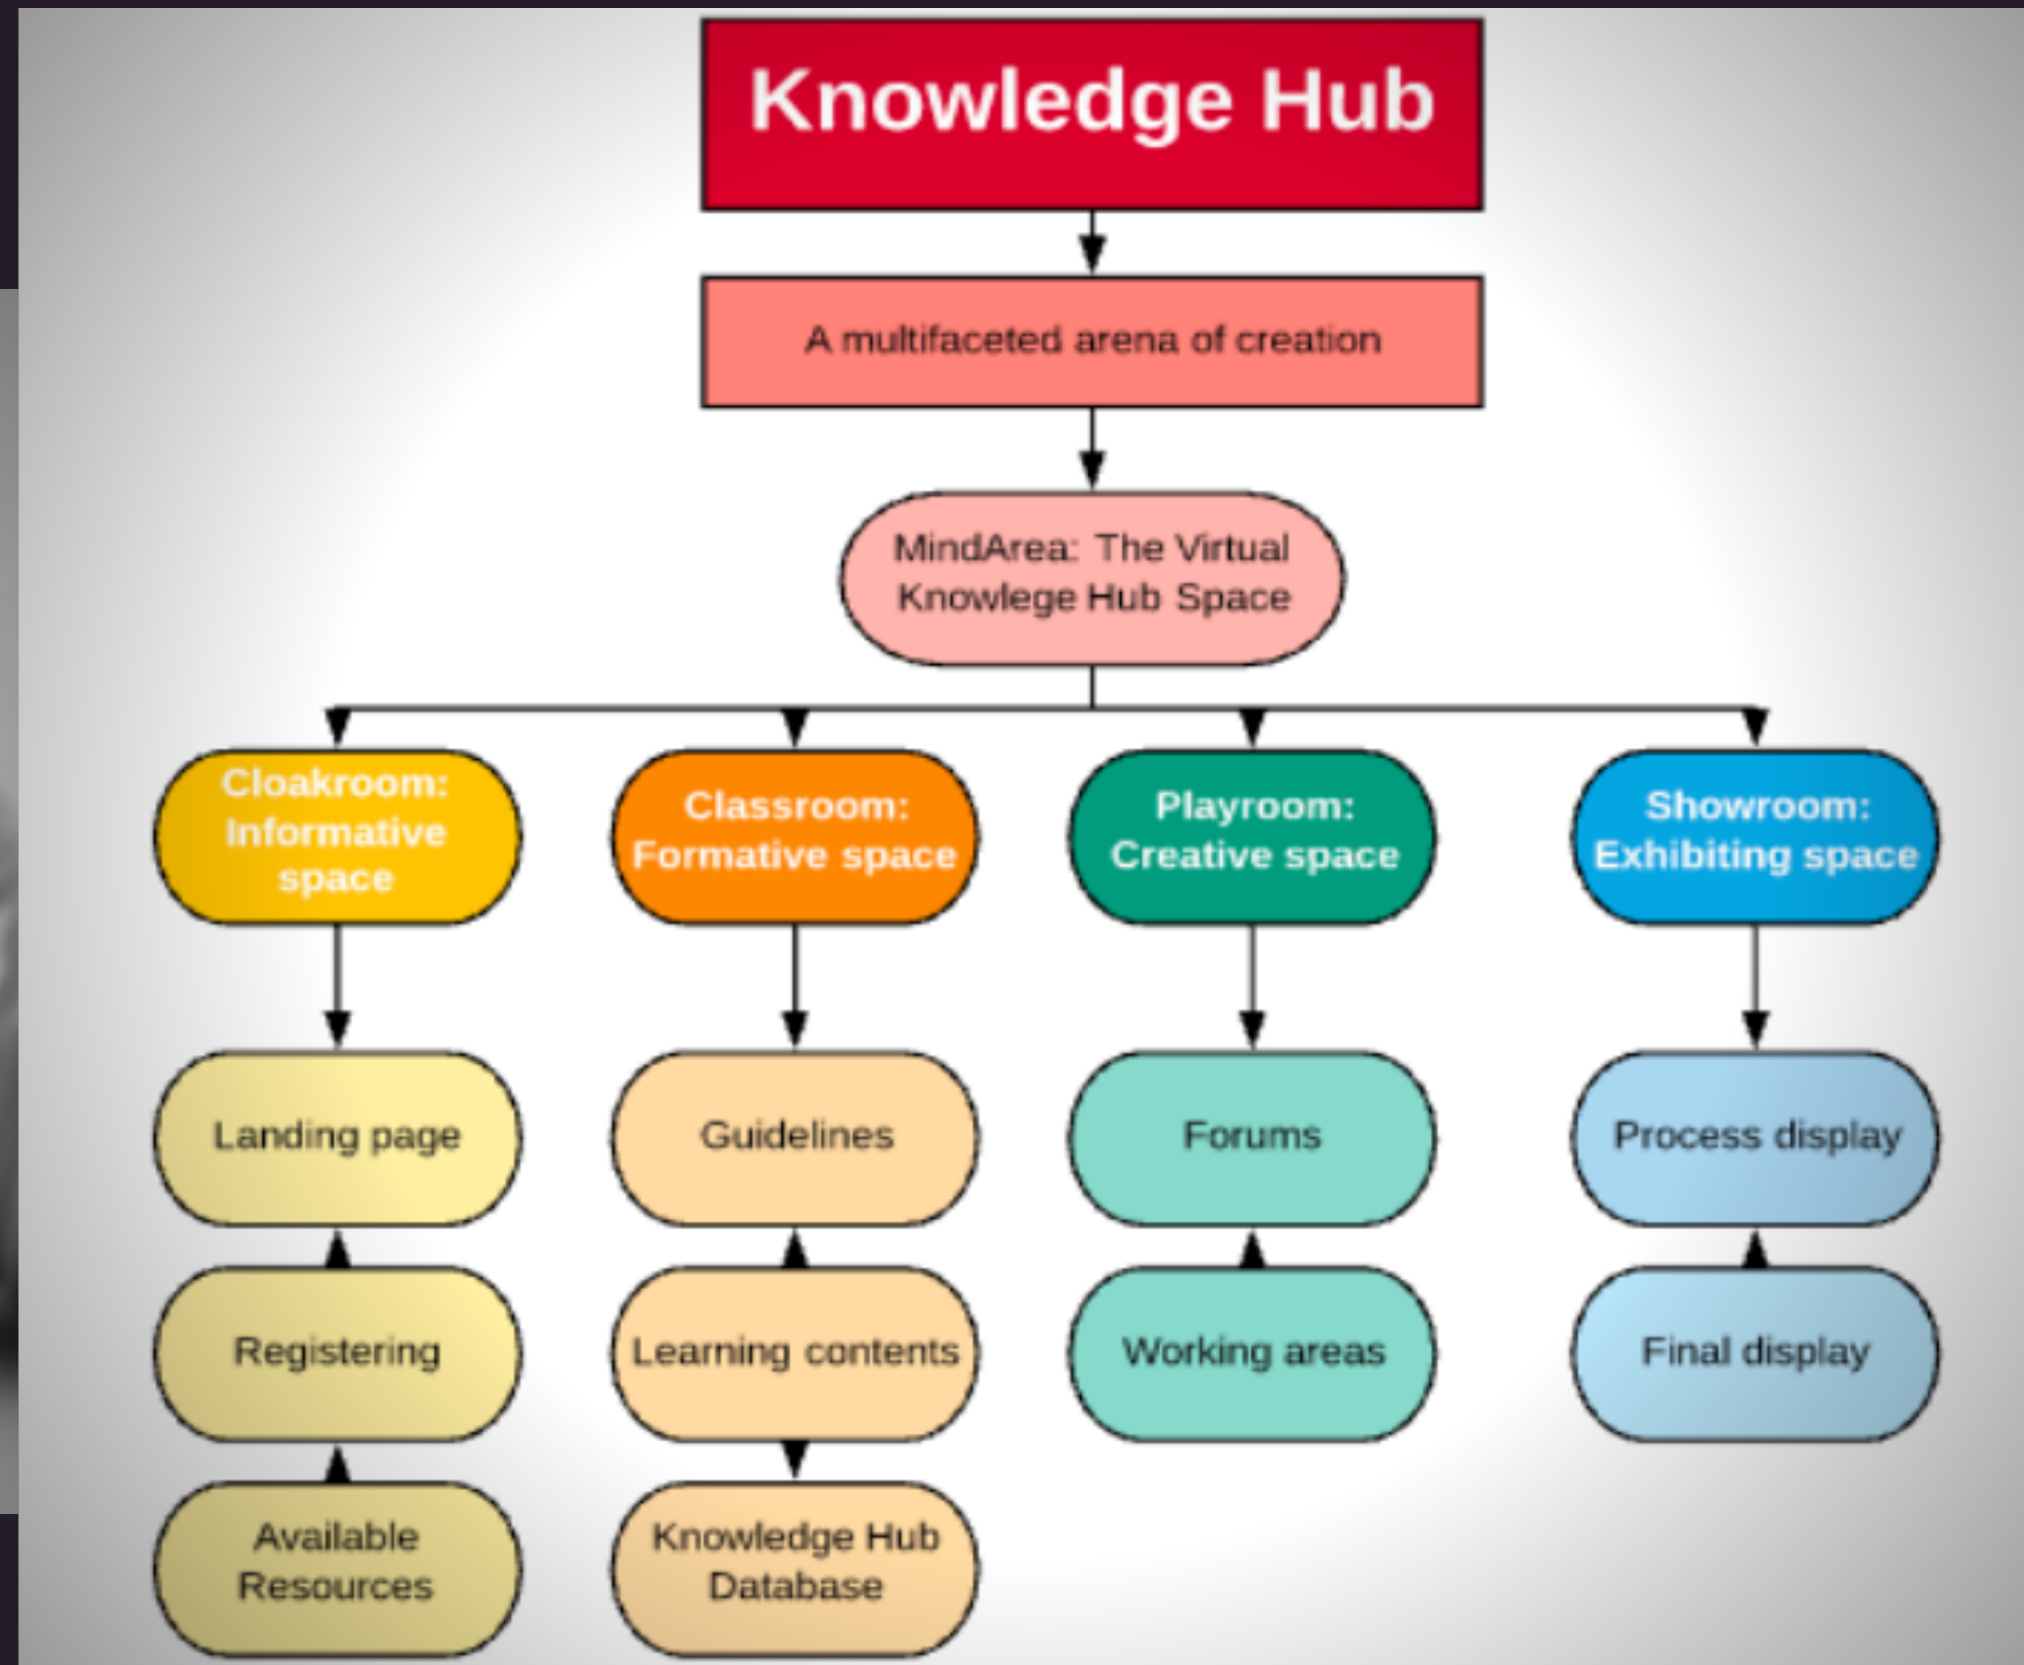 Knowledge Hub
A multifaceted arena of creation
MindArea: The Virtual
Knowlege Hub Space
Cloakroom:
Informative
space
Classroom:
Formative space
Playroom:
Creative space
Showroom:
Exhibiting space
Landing page
Guidelines
Forums
Process display
Registering
Learning contents
Working areas
Final display
Available
Resources
Knowledge Hub
Database